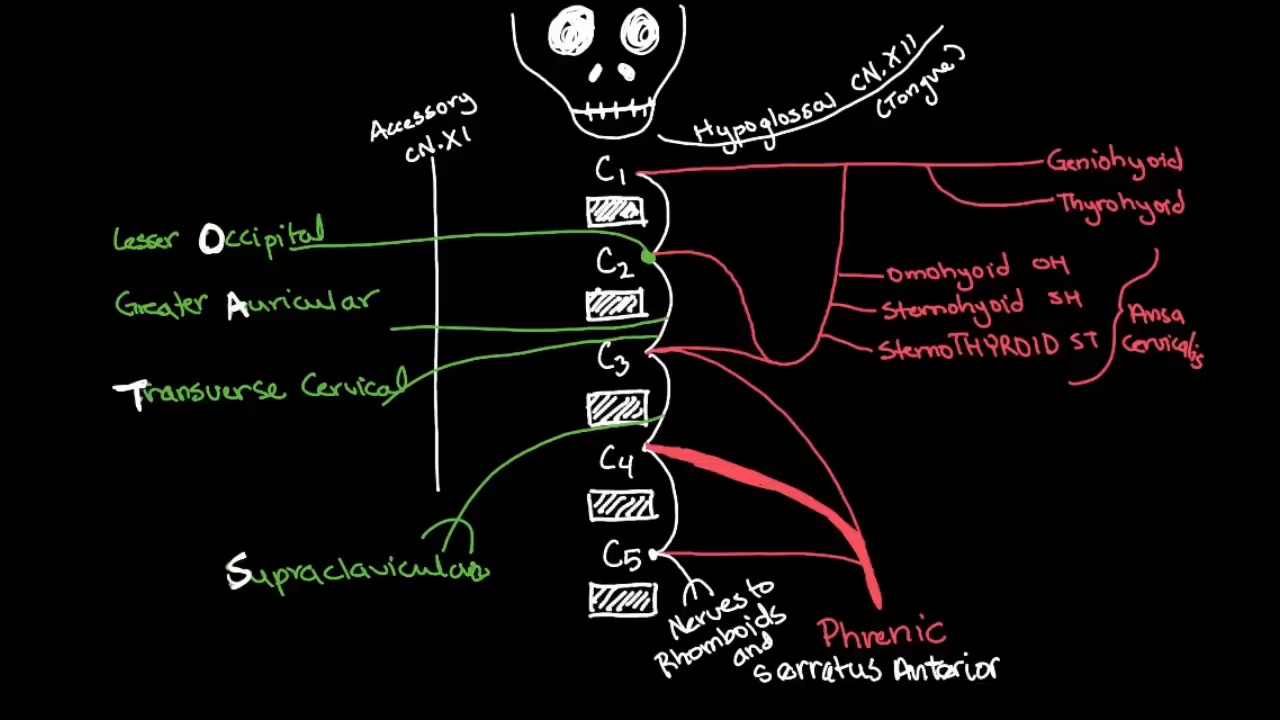 Hypoglossal CN.XII
(Tongue)
Accessory
CN.XI
C1
Geniohyoid
Thyrohyoid
Lesser Occipital
C2
Omohyoid OH
Greater Auricular
Sternohyoid SH
SternoTHYROID ST
Ansa
Cervicalis
C3
Transverse Cervical
C4
C5
Supraclavicular
Nerves to
Rhomboids
and
Serratus Anterior
Phrenic